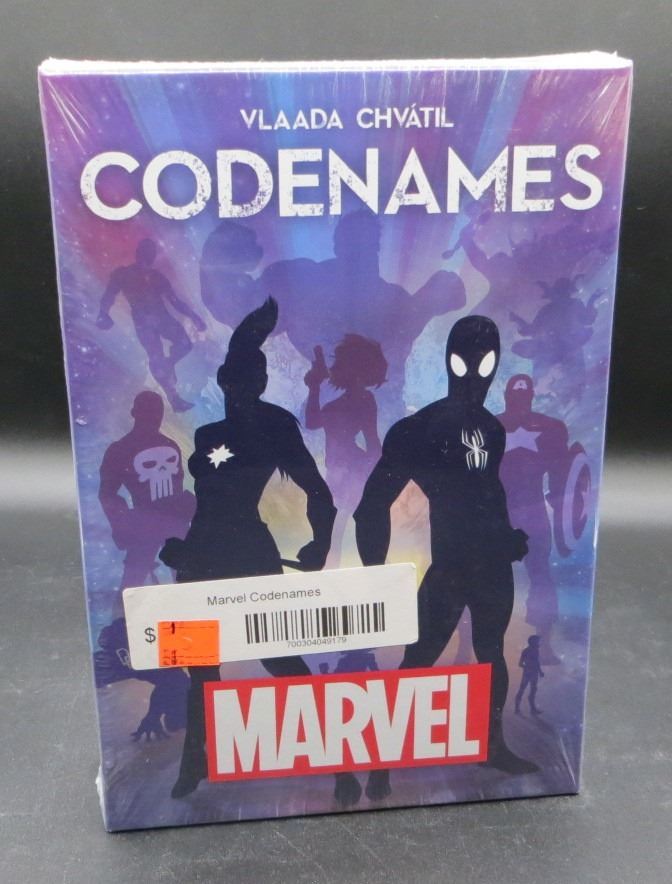 VLAADA CHVÁTIL
CODENAMES
A
Marvel Codenames
$
700304049179
MARVEL